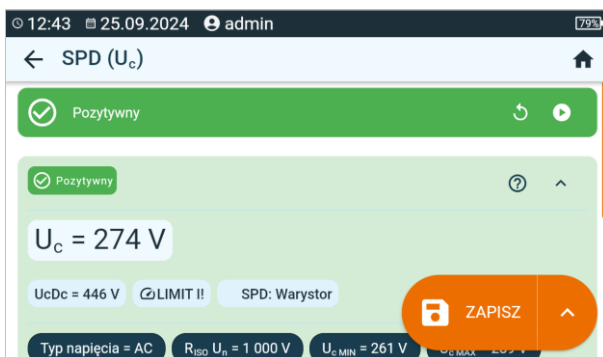 12:43 25.09.2024 admin 79%
SPD (Uc)
Pozytywny
Pozytywny
Uc = 274 V
UcDc = 446 V LIMIT I! SPD: Warystor
ZAPISZ
Typ napięcia = AC RISO Un = 1 000 V Uc MIN = 261 V